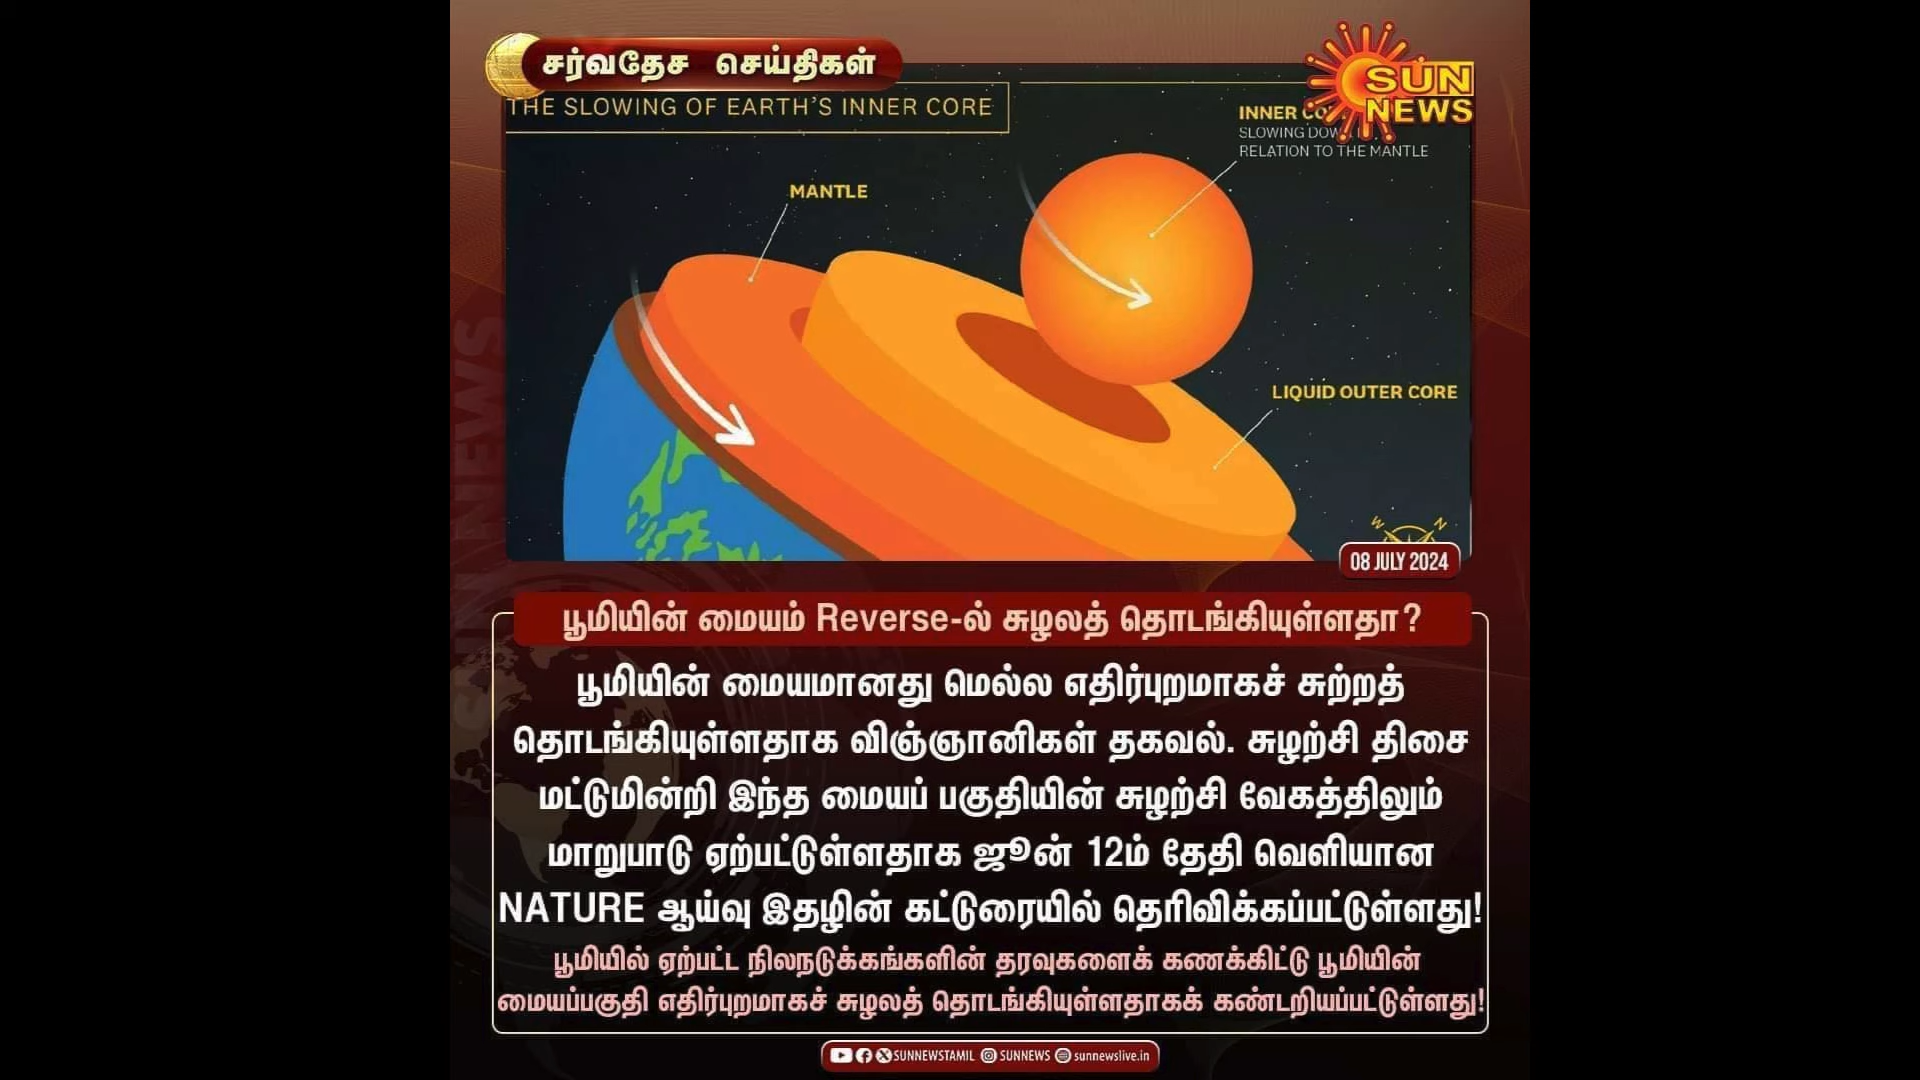 சர்வதேச செய்திகள்
SUN
NEWS
THE SLOWING OF EARTH'S INNER CORE
INNER
SLOWING
RELATION TO THE MANTLE
MANTLE
LIQUID OUTER CORE
W N
08 JULY 2024
பூமியின் மையம் Reverse-ல் சுழலத் தொடங்கியுள்ளதா?
பூமியின் மையமானது மெல்ல எதிர்புறமாகச் சுற்றத்
தொடங்கியுள்ளதாக விஞ்ஞானிகள் தகவல். சுழற்சி திசை
மட்டுமின்றி இந்த மையப் பகுதியின் சுழற்சி வேகத்திலும்
மாறுபாடு ஏற்பட்டுள்ளதாக ஜூன் 12ம் தேதி வெளியான
NATURE ஆய்வு இதழின் கட்டுரையில் தெரிவிக்கப்பட்டுள்ளது!
பூமியில் ஏற்பட்ட நிலநடுக்கங்களின் தரவுகளைக் கணக்கிட்டு பூமியின்
மையப்பகுதி எதிர்புறமாகச் சுழலத் தொடங்கியுள்ளதாகக் கண்டறியப்பட்டுள்ளது!
SUNNEWSTAMIL SUNNEWS sunnewslive.in